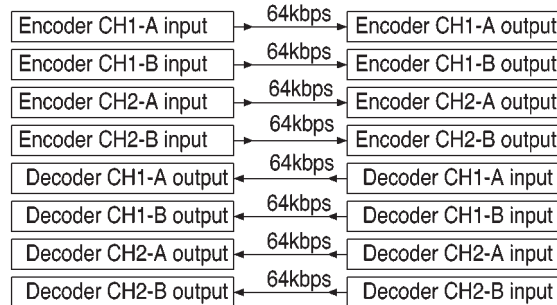 Encoder CH1-A input 64kbps Encoder CH1-A output
Encoder CH1-B input 64kbps Encoder CH1-B output
Encoder CH2-A input 64kbps Encoder CH2-A output
Encoder CH2-B input 64kbps Encoder CH2-B output
Decoder CH1-A output 64kbps Decoder CH1-A input
Decoder CH1-B output 64kbps Decoder CH1-B input
Decoder CH2-A output 64kbps Decoder CH2-A input
Decoder CH2-B output 64kbps Decoder CH2-B input